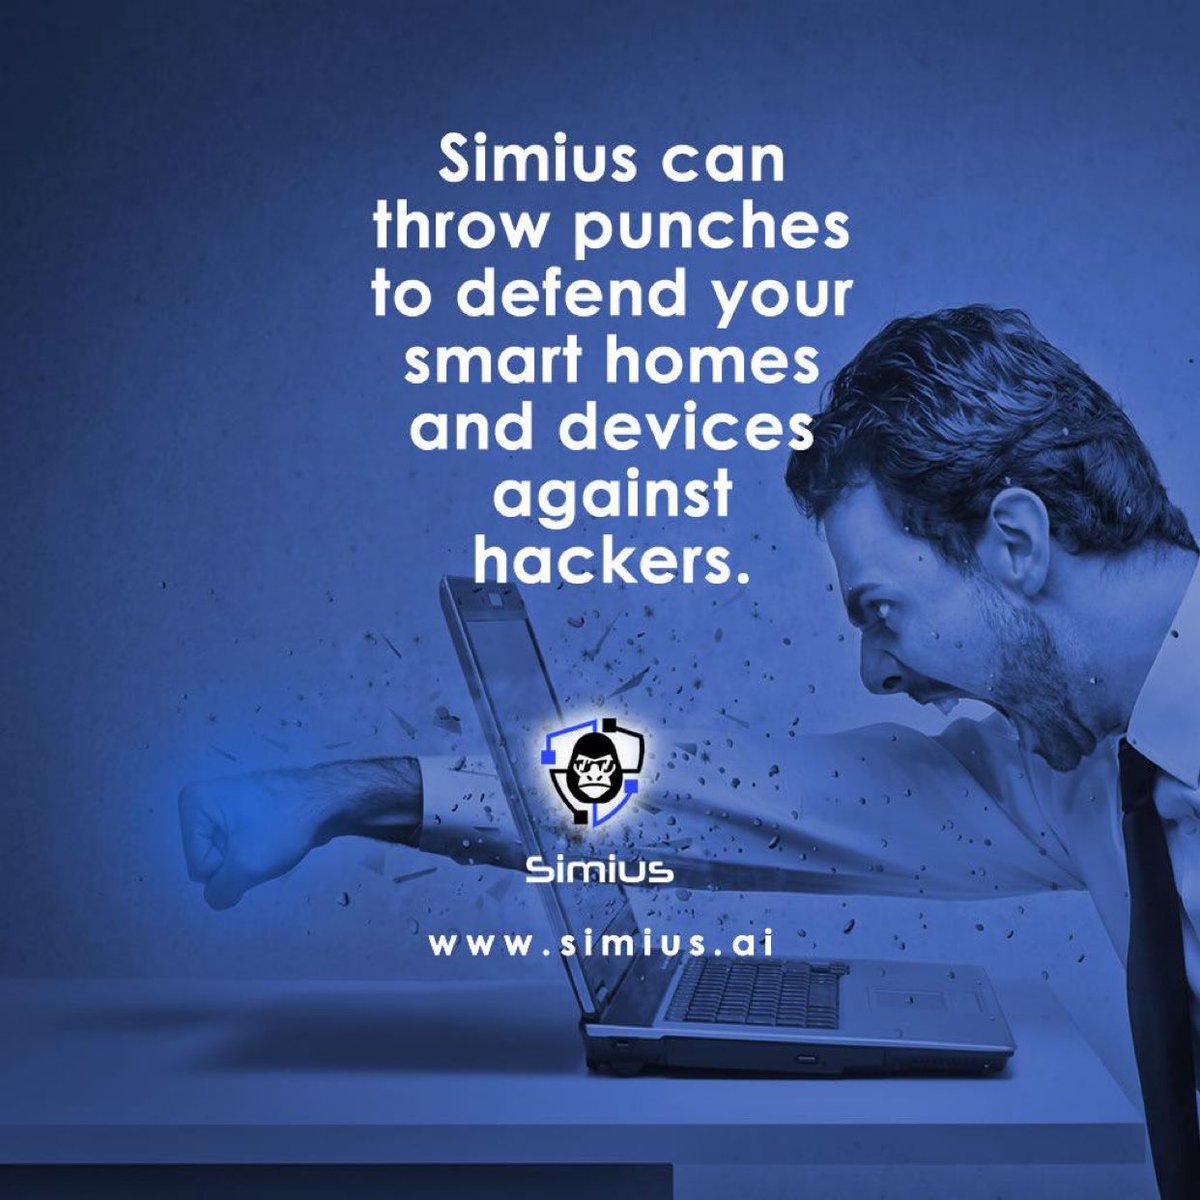 Simius can
throw punches
to defend your
smart homes
and devices
against
hackers.
Simius
www.simius.ai